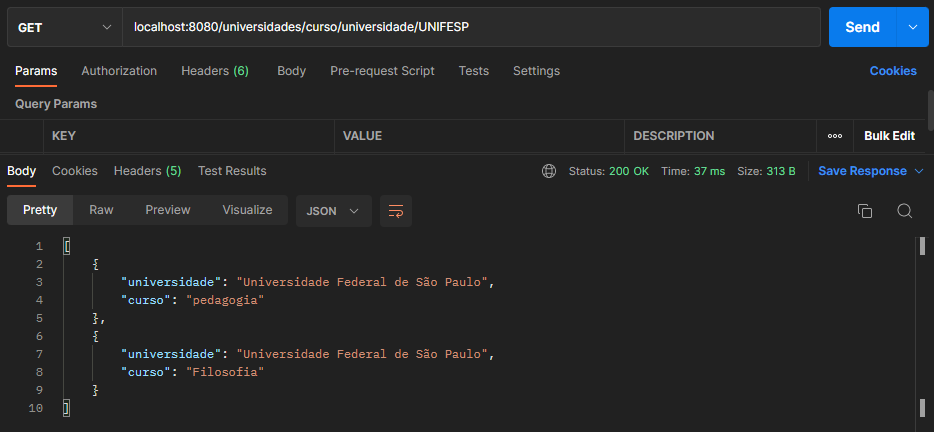 GET localhost:8080/universidades/curso/universidade/UNIFESP Send
Params Authorization Headers (6) Body Pre-request Script Tests Settings Cookies
Query Params
KEY VALUE DESCRIPTION ooo Bulk Edit
Body Cookies Headers (5) Test Results Status: 200 OK Time: 37 ms Size: 313 B Save Response
Pretty Raw Preview Visualize JSON
1 [
2 {
3 "universidade": "Universidade Federal de São Paulo",
4 "curso": "pedagogia"
5 },
6 {
7 "universidade": "Universidade Federal de São Paulo",
8 "curso": "Filosofia"
9 }
10 ]